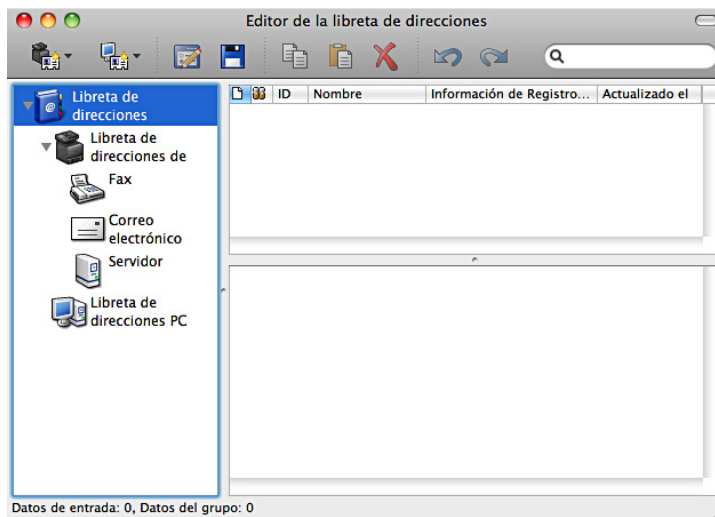 Editor de la libreta de direcciones
Libreta de
direcciones
Libreta de
direcciones de
Fax
Correo
electrónico
Servidor
Libreta de
direcciones PC
ID Nombre Información de Registro... Actualizado el
Datos de entrada: 0, Datos del grupo: 0